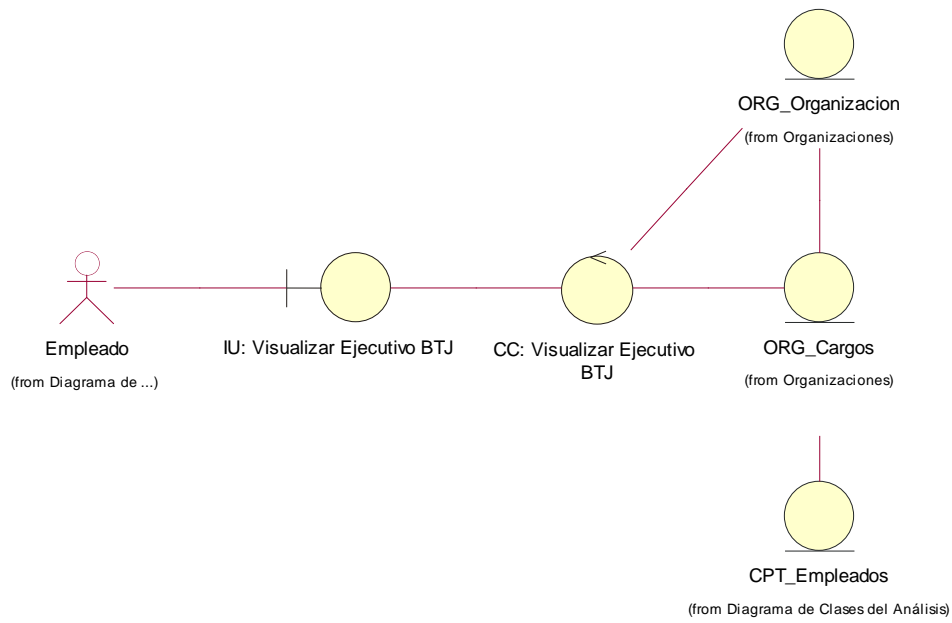 ORG_Organizacion
(from Organizaciones)
Empleado
(from Diagrama de ...)
IU: Visualizar Ejecutivo BTJ
CC: Visualizar Ejecutivo
BTJ
ORG_Cargos
(from Organizaciones)
CPT_Empleados
(from Diagrama de Clases del Análisis)